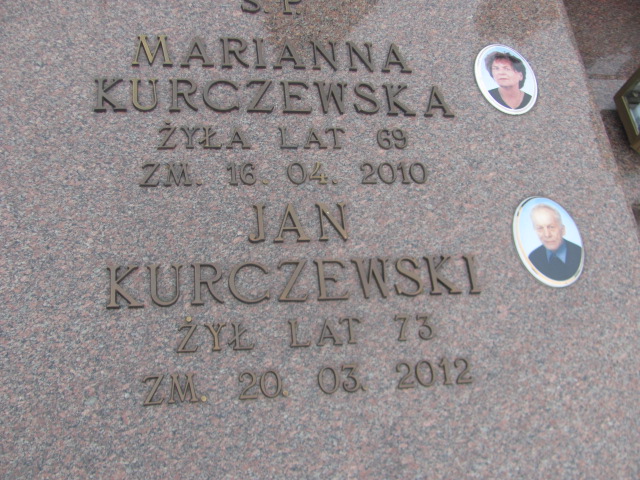 Ś.P.
MARIANNA
KURCZEWSKA
ŻYŁA LAT 69
ZM. 16. 04. 2010
JAN
KURCZEWSKI
ŻYŁ LAT 73
ZM. 20. 03. 2012